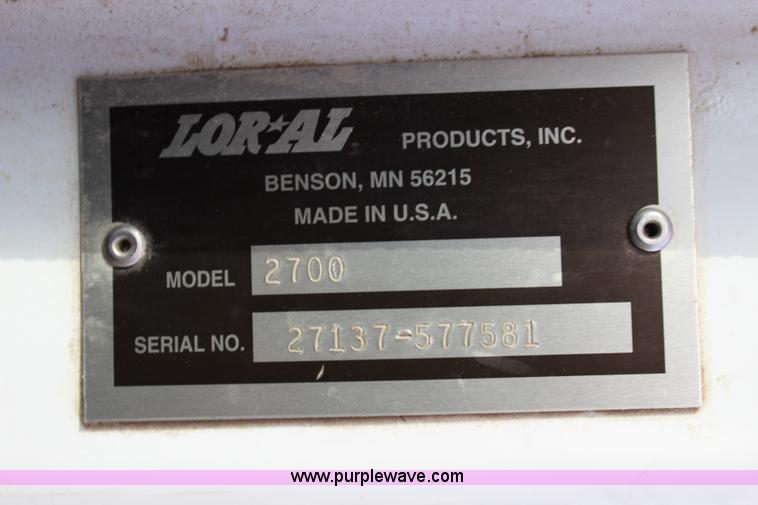 LOR★AL PRODUCTS, INC.
BENSON, MN 56215
MADE IN U.S.A.
MODEL 2700
SERIAL NO. 27137-577581
www.purplewave.com